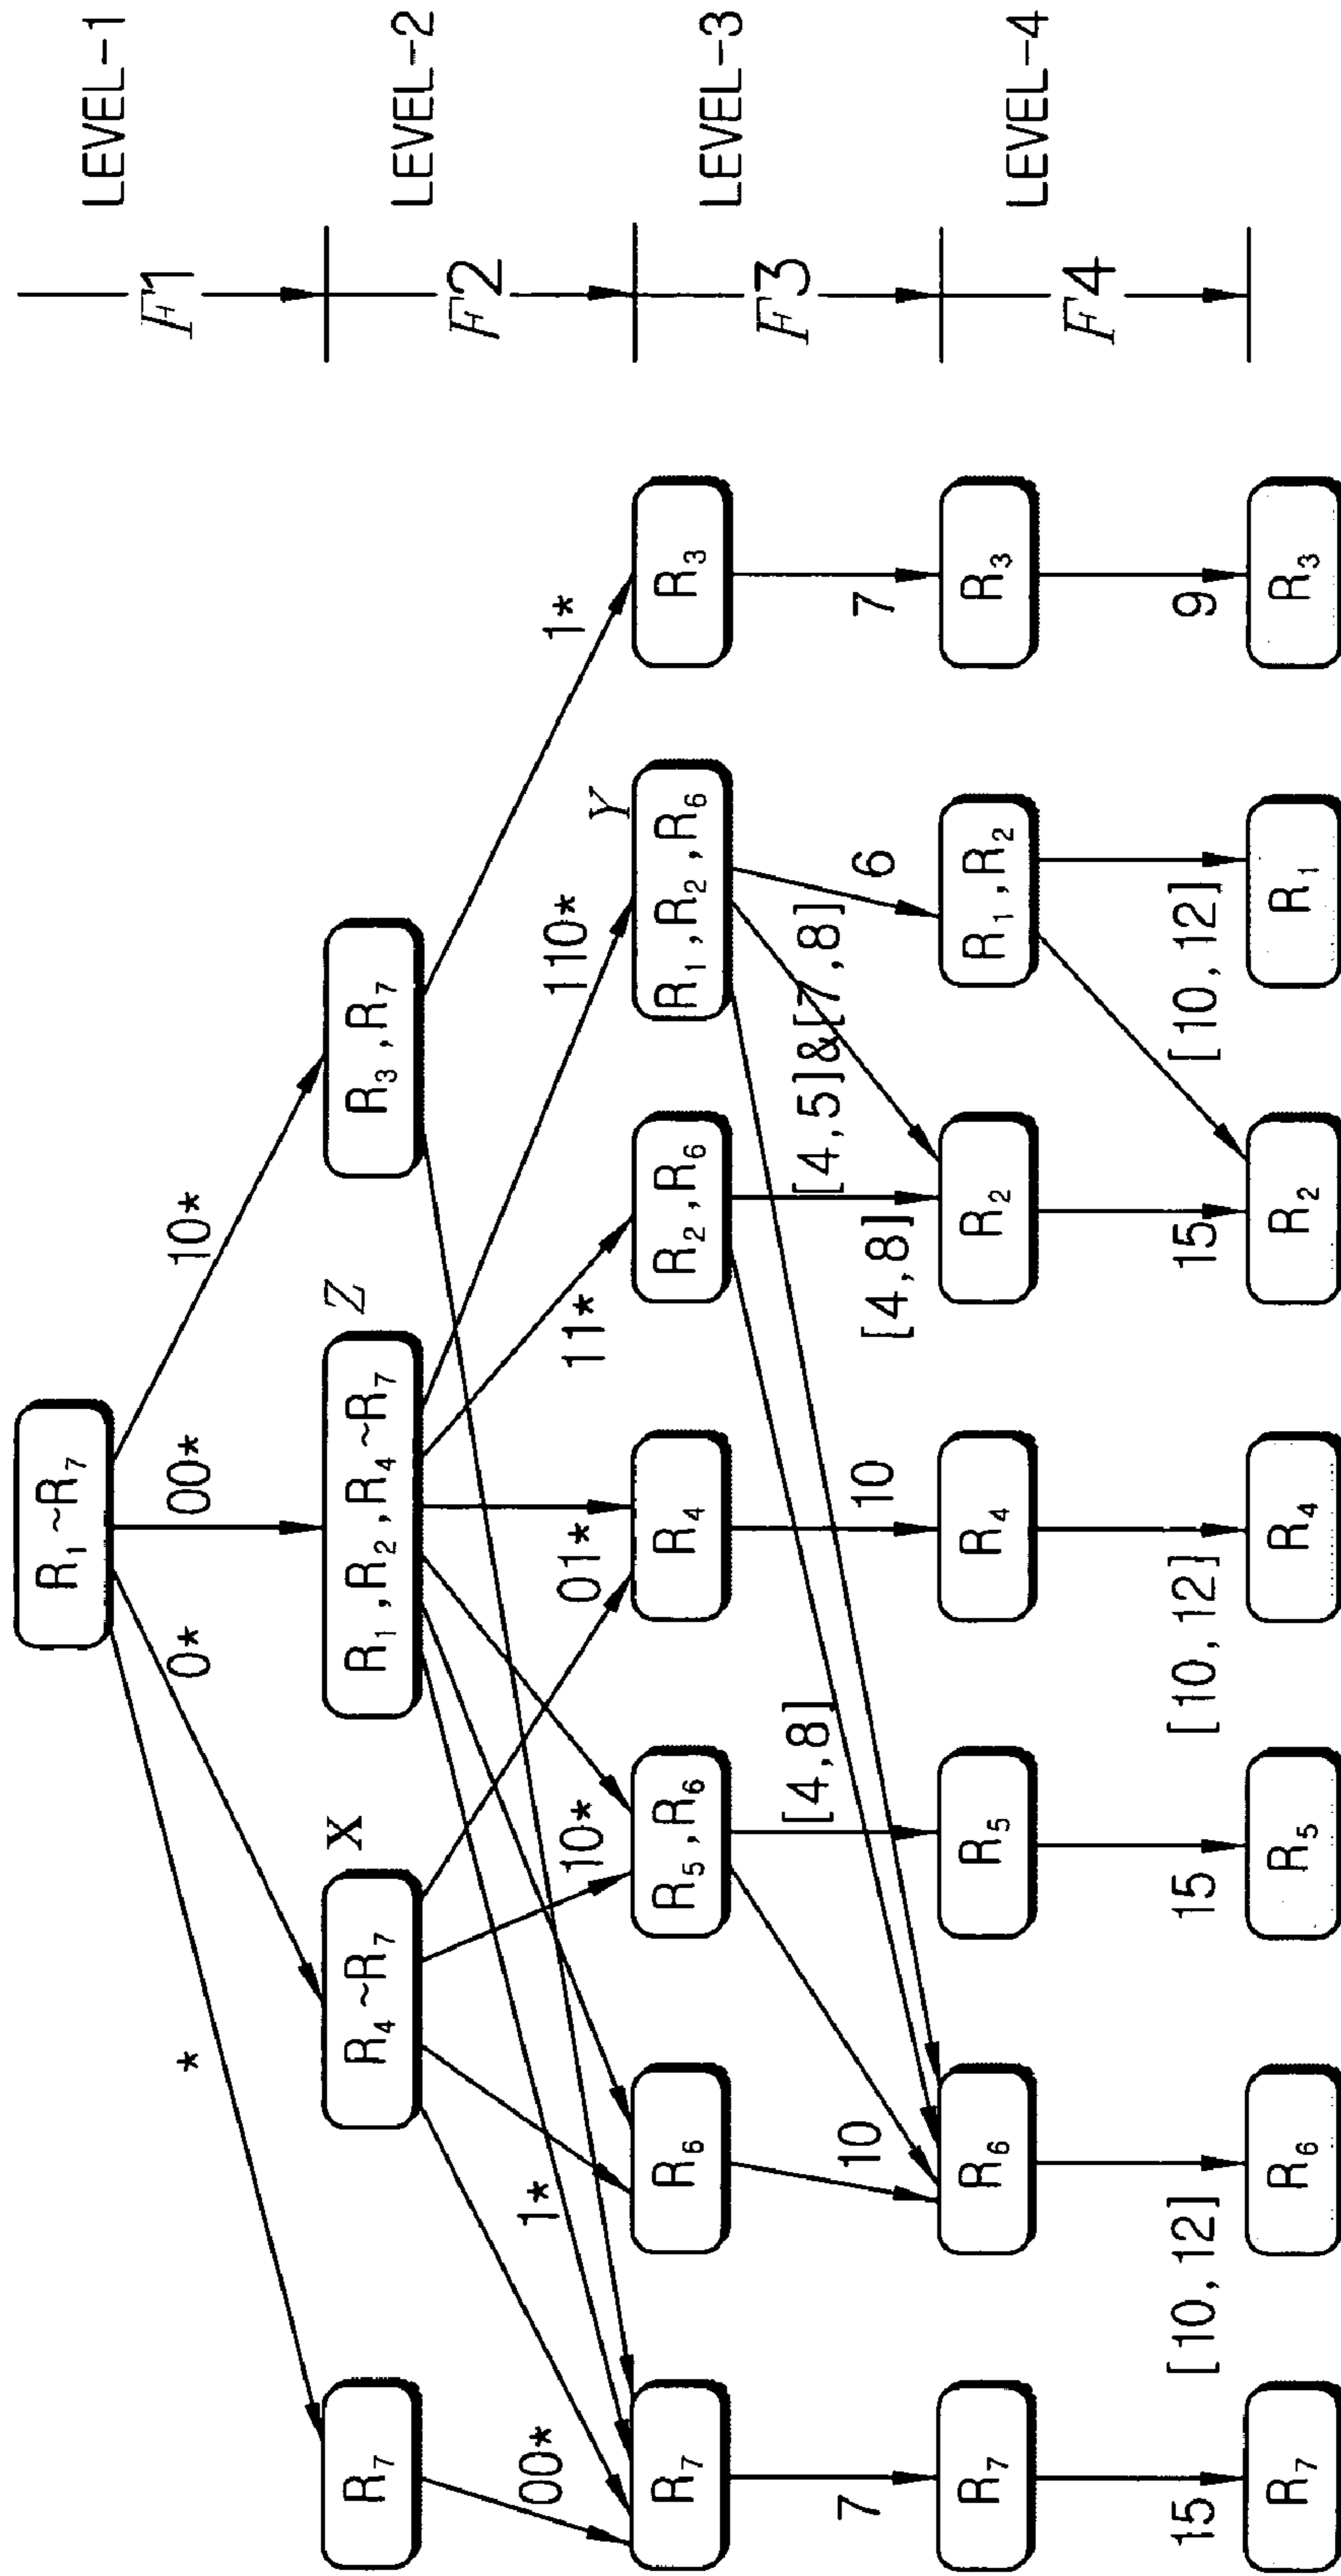 R₁~R₇
LEVEL-1
F1
*
0*
00*
10*
R₇
R₄~R₇
X
R₁,R₂,R₄~R₇
Z
R₃,R₇
LEVEL-2
F2
00*
1*
10*
01*
11*
110*
1*
R₇
R₆
R₅,R₆
R₄
R₂,R₆
R₁,R₂,R₆
Y
R₃
LEVEL-3
F3
7
10
[4,8]
10
[4,8]
[4,5]&[7,8]
6
7
R₇
R₆
R₅
R₄
R₂
R₁,R₂
R₃
LEVEL-4
F4
15
[10,12]
15
[10,12]
15
[10,12]
9
R₇
R₆
R₅
R₄
R₂
R₁
R₃